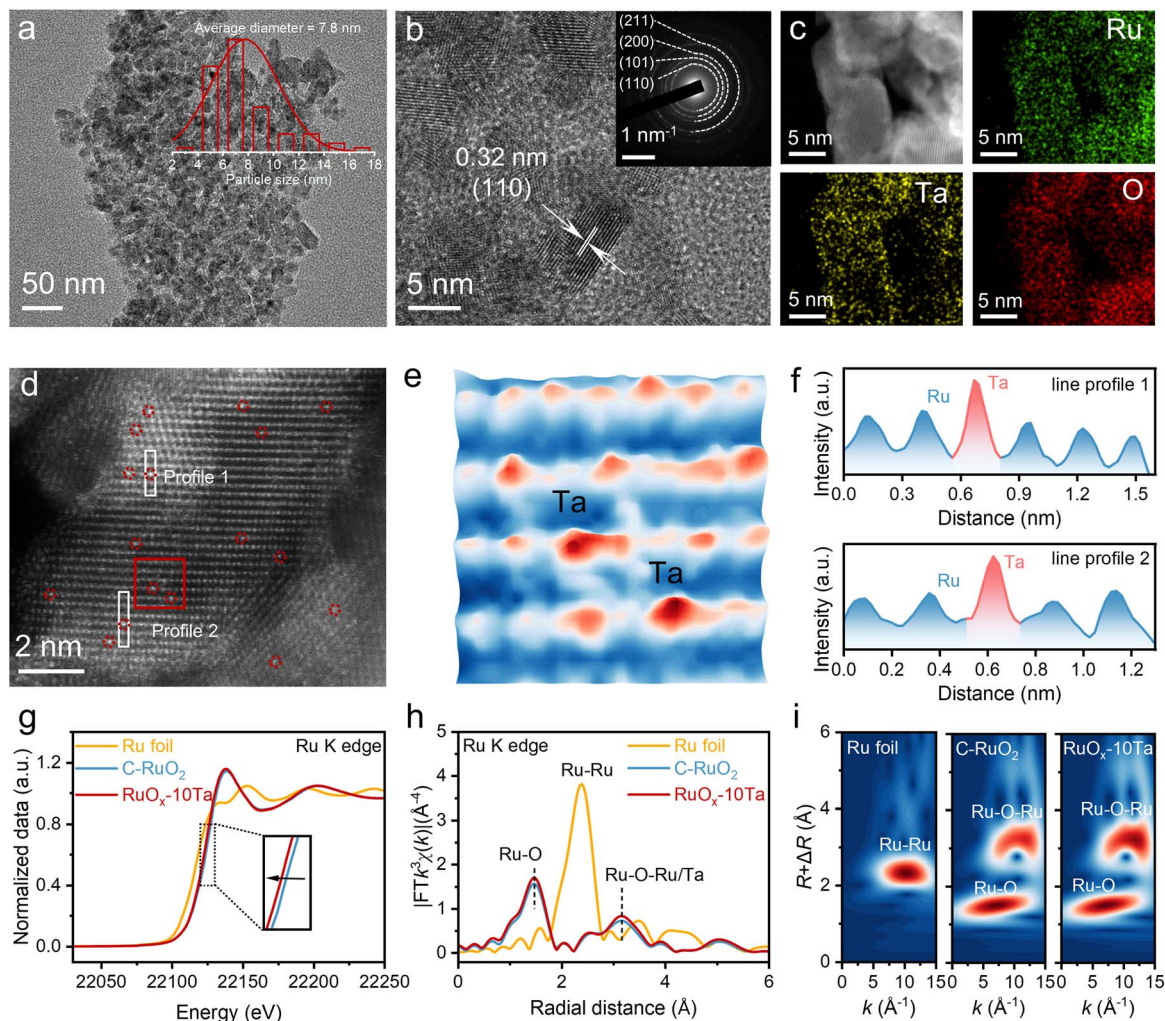 a
Average diameter = 7.8 nm
2 4 6 8 10 12 14 16 18
Particle size (nm)
50 nm
b
(211)
(200)
(101)
(110)
1 nm⁻¹
0.32 nm
(110)
5 nm
c
5 nm
Ru
5 nm
Ta
5 nm
O
5 nm
d
Profile 1
Profile 2
2 nm
e
Ta
Ta
f
line profile 1
Ta
Ru
Intensity (a.u.)
0.0 0.3 0.6 0.9 1.2 1.5
Distance (nm)
line profile 2
Ta
Ru
Intensity (a.u.)
0.0 0.2 0.4 0.6 0.8 1.0 1.2
Distance (nm)
g
Ru foil
C-RuO₂
RuOₓ-10Ta
Ru K edge
Normalized data (a.u.)
1.2
0.8
0.4
0.0
22050 22100 22150 22200 22250
Energy (eV)
h
Ru K edge
Ru foil
C-RuO₂
RuOₓ-10Ta
Ru-Ru
Ru-O
Ru-O-Ru/Ta
|FTk³χ(k)|(Å⁻⁴)
5
4
3
2
1
0
0 2 4 6
Radial distance (Å)
i
Ru foil
C-RuO₂
RuOₓ-10Ta
Ru-Ru
Ru-O-Ru
Ru-O
Ru-O-Ru
Ru-O
R+ΔR (Å)
6
4
2
0
0 5 10 15
0 5 10 15
0 5 10 15
k (Å⁻¹)
k (Å⁻¹)
k (Å⁻¹)